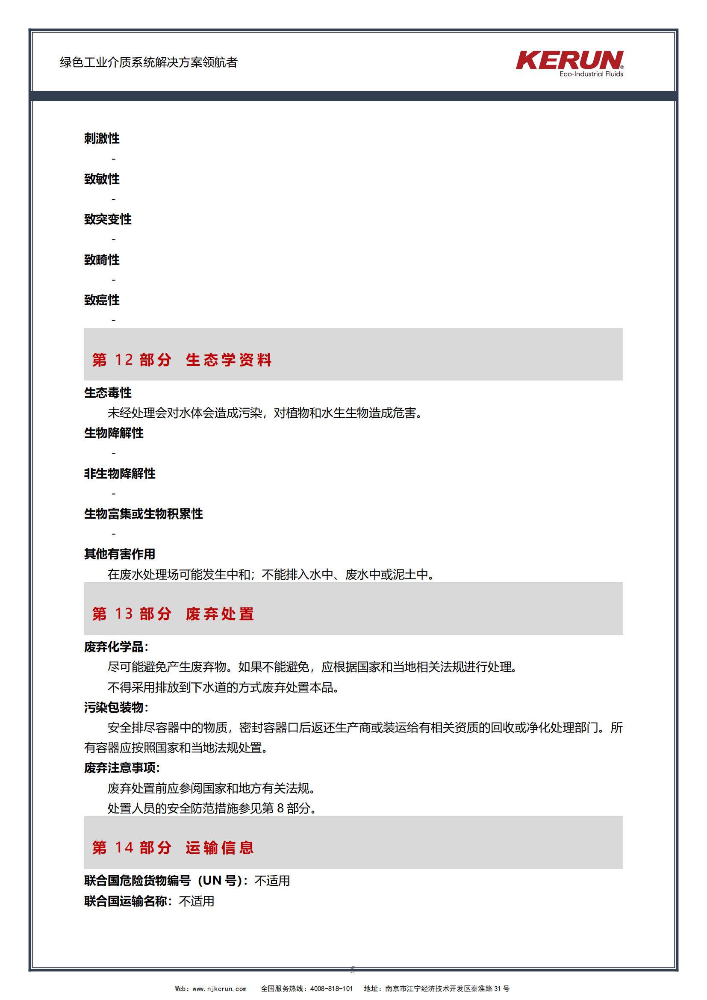 绿色工业介质系统解决方案领航者
KERUN®
Eco-Industrial Fluids
刺激性
-
致敏性
-
致突变性
-
致畸性
-
致癌性
-
第 12 部分 生态学资料
生态毒性
未经处理会对水体会造成污染，对植物和水生生物造成危害。
生物降解性
-
非生物降解性
-
生物富集或生物积累性
-
其他有害作用
在废水处理场可能发生中和；不能排入水中、废水中或泥土中。
第 13 部分 废弃处置
废弃化学品：
尽可能避免产生废弃物。如果不能避免，应根据国家和当地相关法规进行处理。
不得采用排放到下水道的方式废弃处置本品。
污染包装物：
安全排尽容器中的物质，密封容器口后返还生产商或装运给有相关资质的回收或净化处理部门。所
有容器应按照国家和当地法规处置。
废弃注意事项：
废弃处置前应参阅国家和地方有关法规。
处置人员的安全防范措施参见第 8 部分。
第 14 部分 运输信息
联合国危险货物编号（UN 号）：不适用
联合国运输名称：不适用
5
Web：www.njkerun.com 全国服务热线：4008-818-101 地址：南京市江宁经济技术开发区秦淮路 31 号